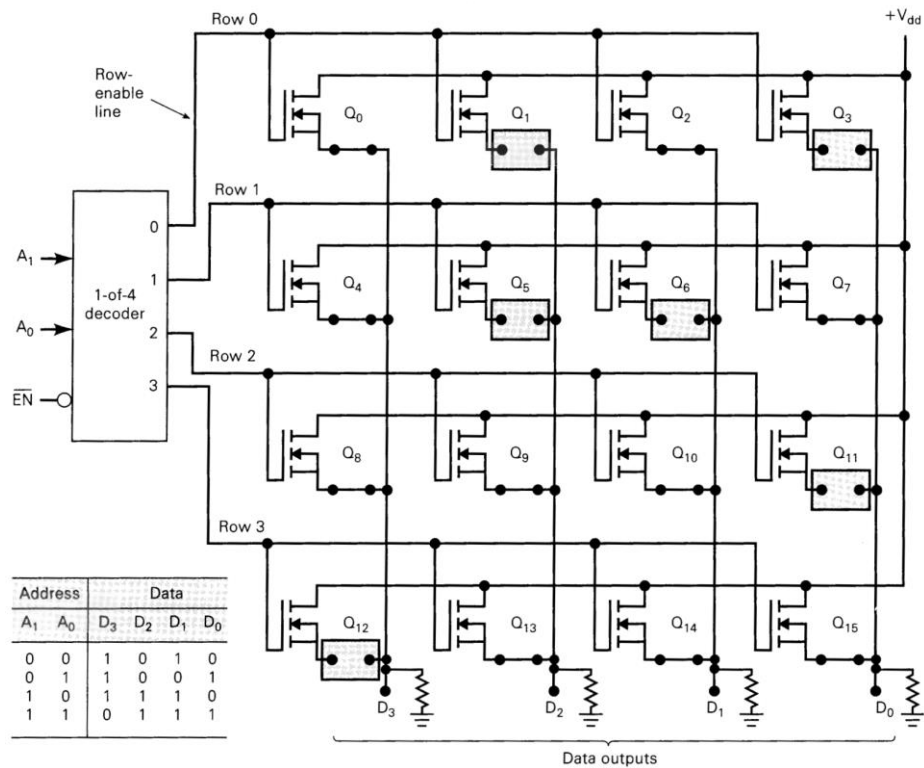 Row 0
+V_dd
Row-
enable
line
Q_0 Q_1 Q_2 Q_3
Row 1
0
A_1
1
1-of-4
decoder
Q_4 Q_5 Q_6 Q_7
A_0
2
Row 2
3
EN̅
Q_8 Q_9 Q_10 Q_11
Row 3
Q_12 Q_13 Q_14 Q_15
Address Data
A_1 A_0 D_3 D_2 D_1 D_0
0 0 1 0 1 0
0 1 1 0 0 1
1 0 1 1 1 0
1 1 0 1 1 1
D_3 D_2 D_1 D_0
Data outputs